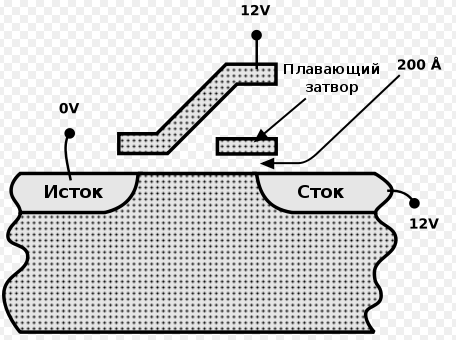 12V
Плавающий
затвор
200 Å
0V
Исток
Сток
12V